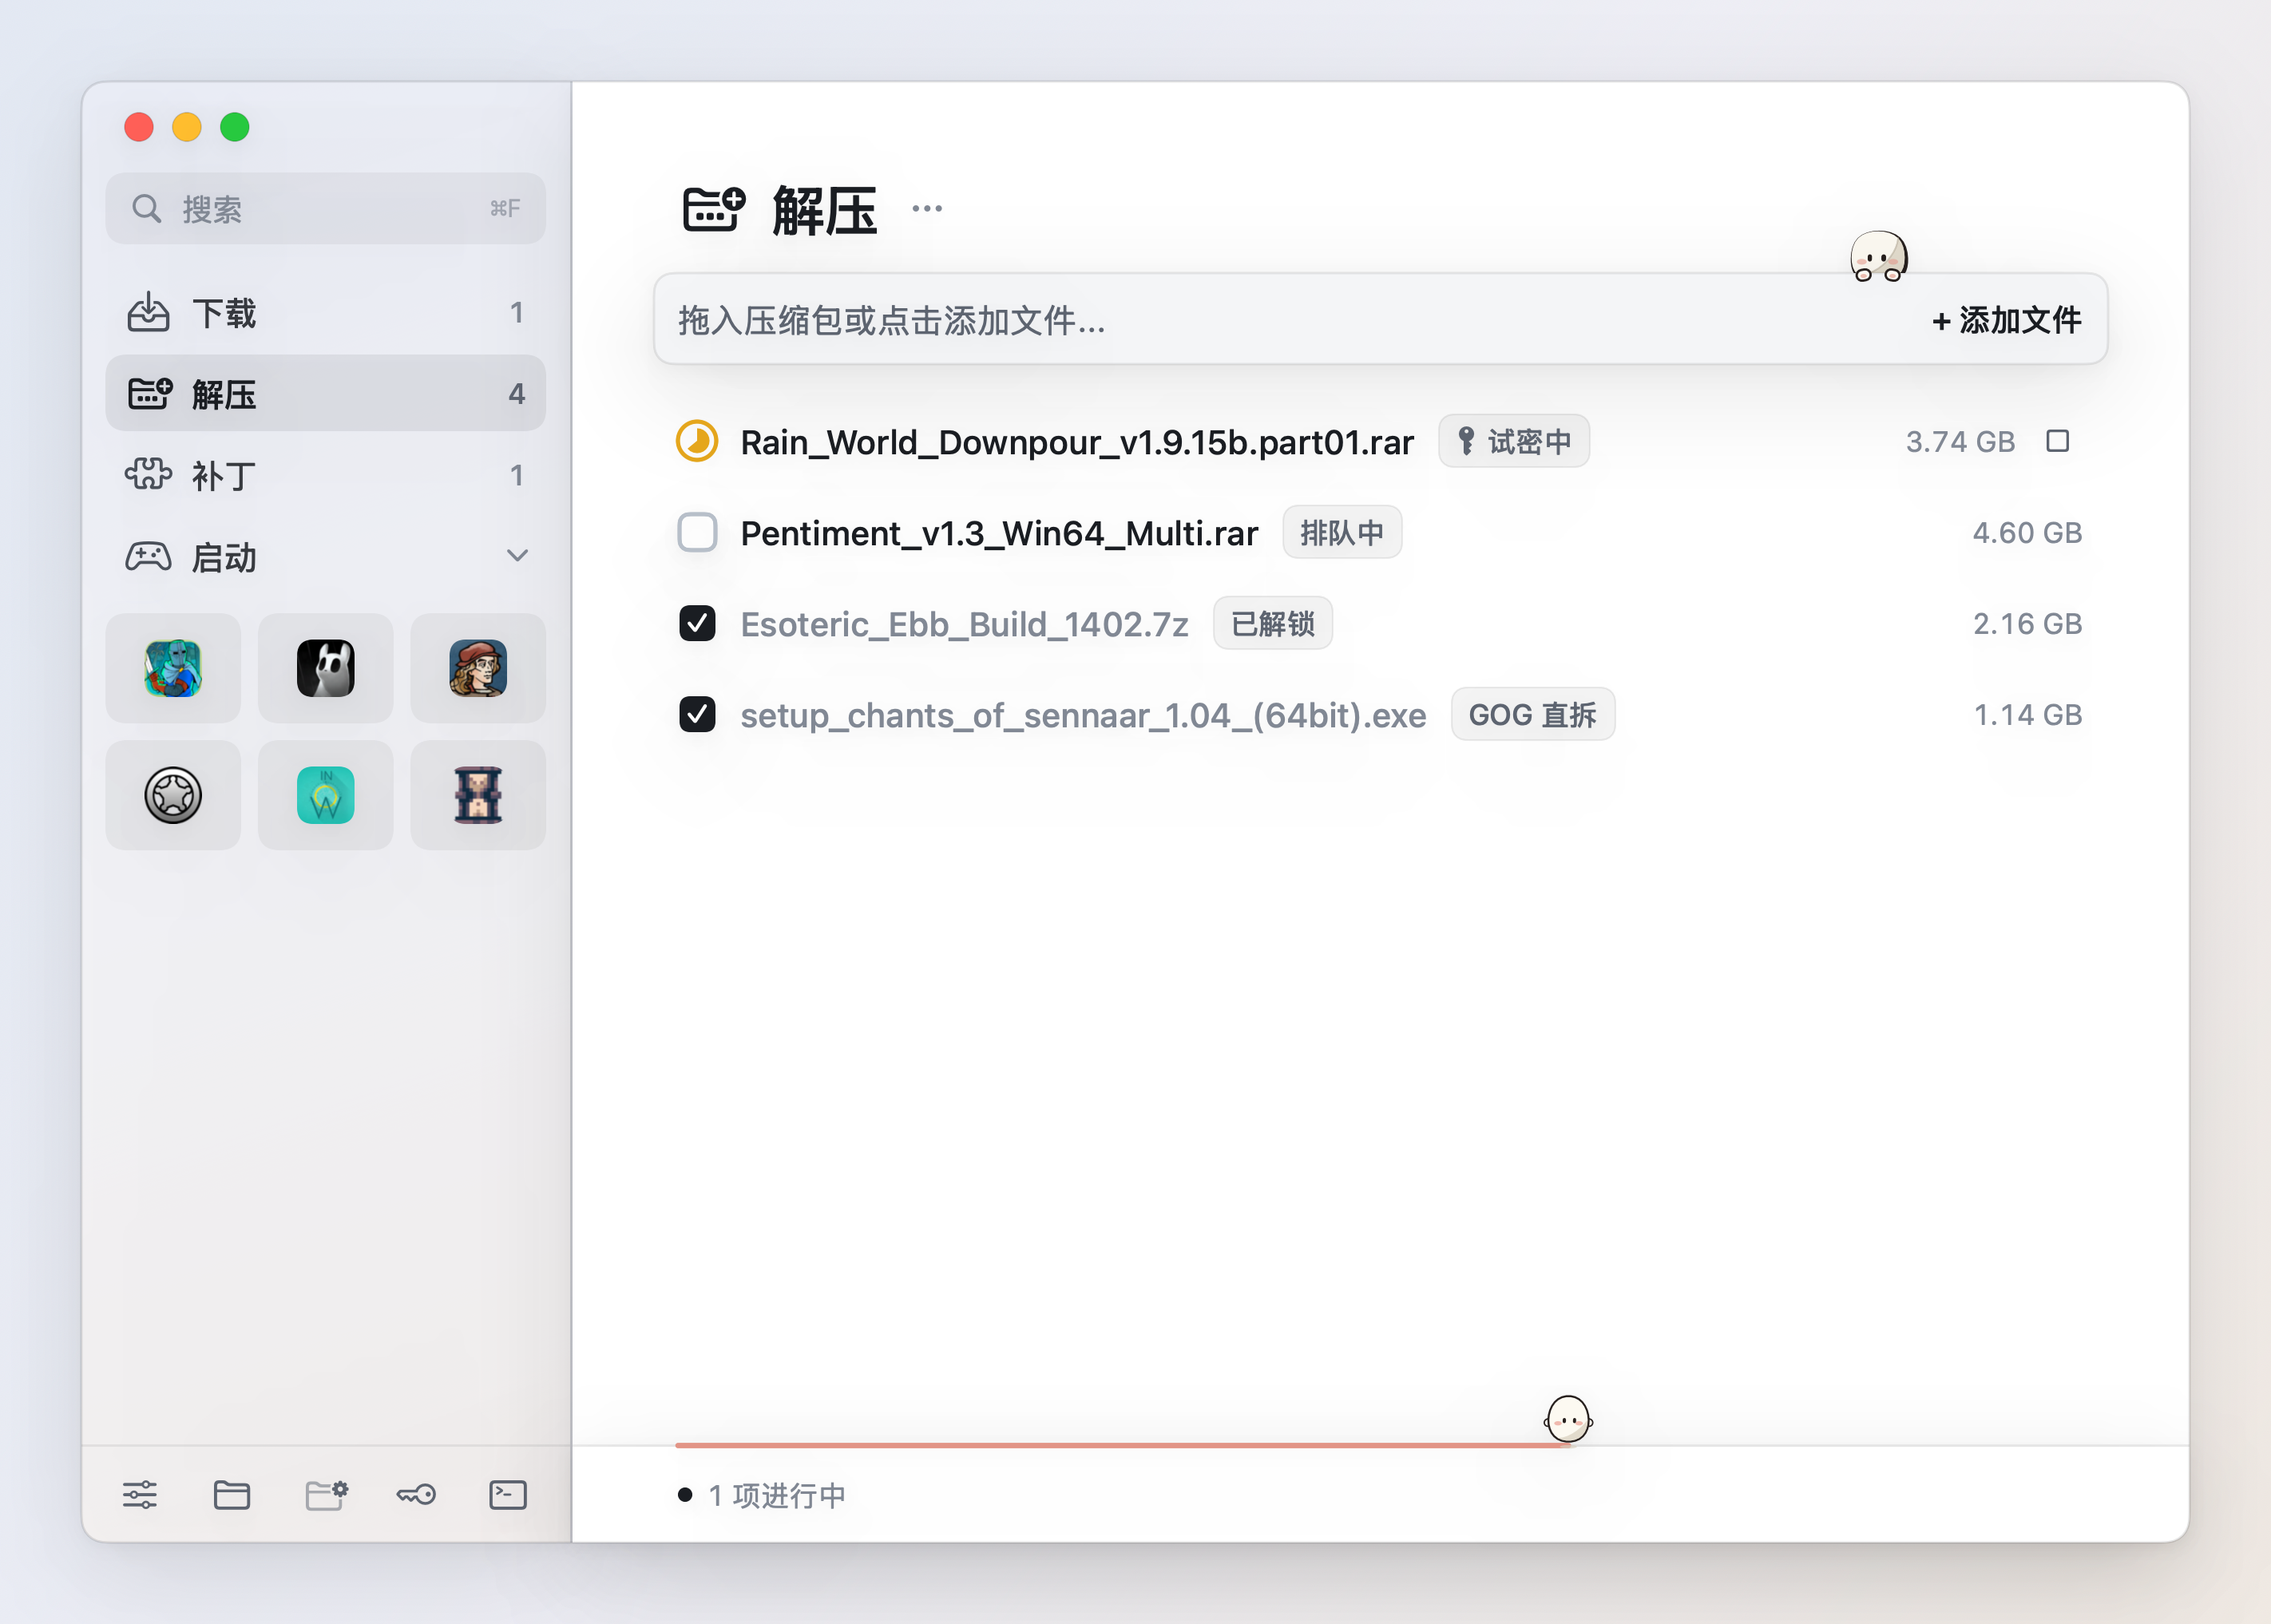 搜索 ⌘F
下载 1
解压 4
补丁 1
启动
IN
W
解压 ...
拖入压缩包或点击添加文件...
+ 添加文件
Rain_World_Downpour_v1.9.15b.part01.rar 试密中 3.74 GB
Pentiment_v1.3_Win64_Multi.rar 排队中 4.60 GB
Esoteric_Ebb_Build_1402.7z 已解锁 2.16 GB
setup_chants_of_sennaar_1.04_(64bit).exe GOG 直拆 1.14 GB
1 项进行中